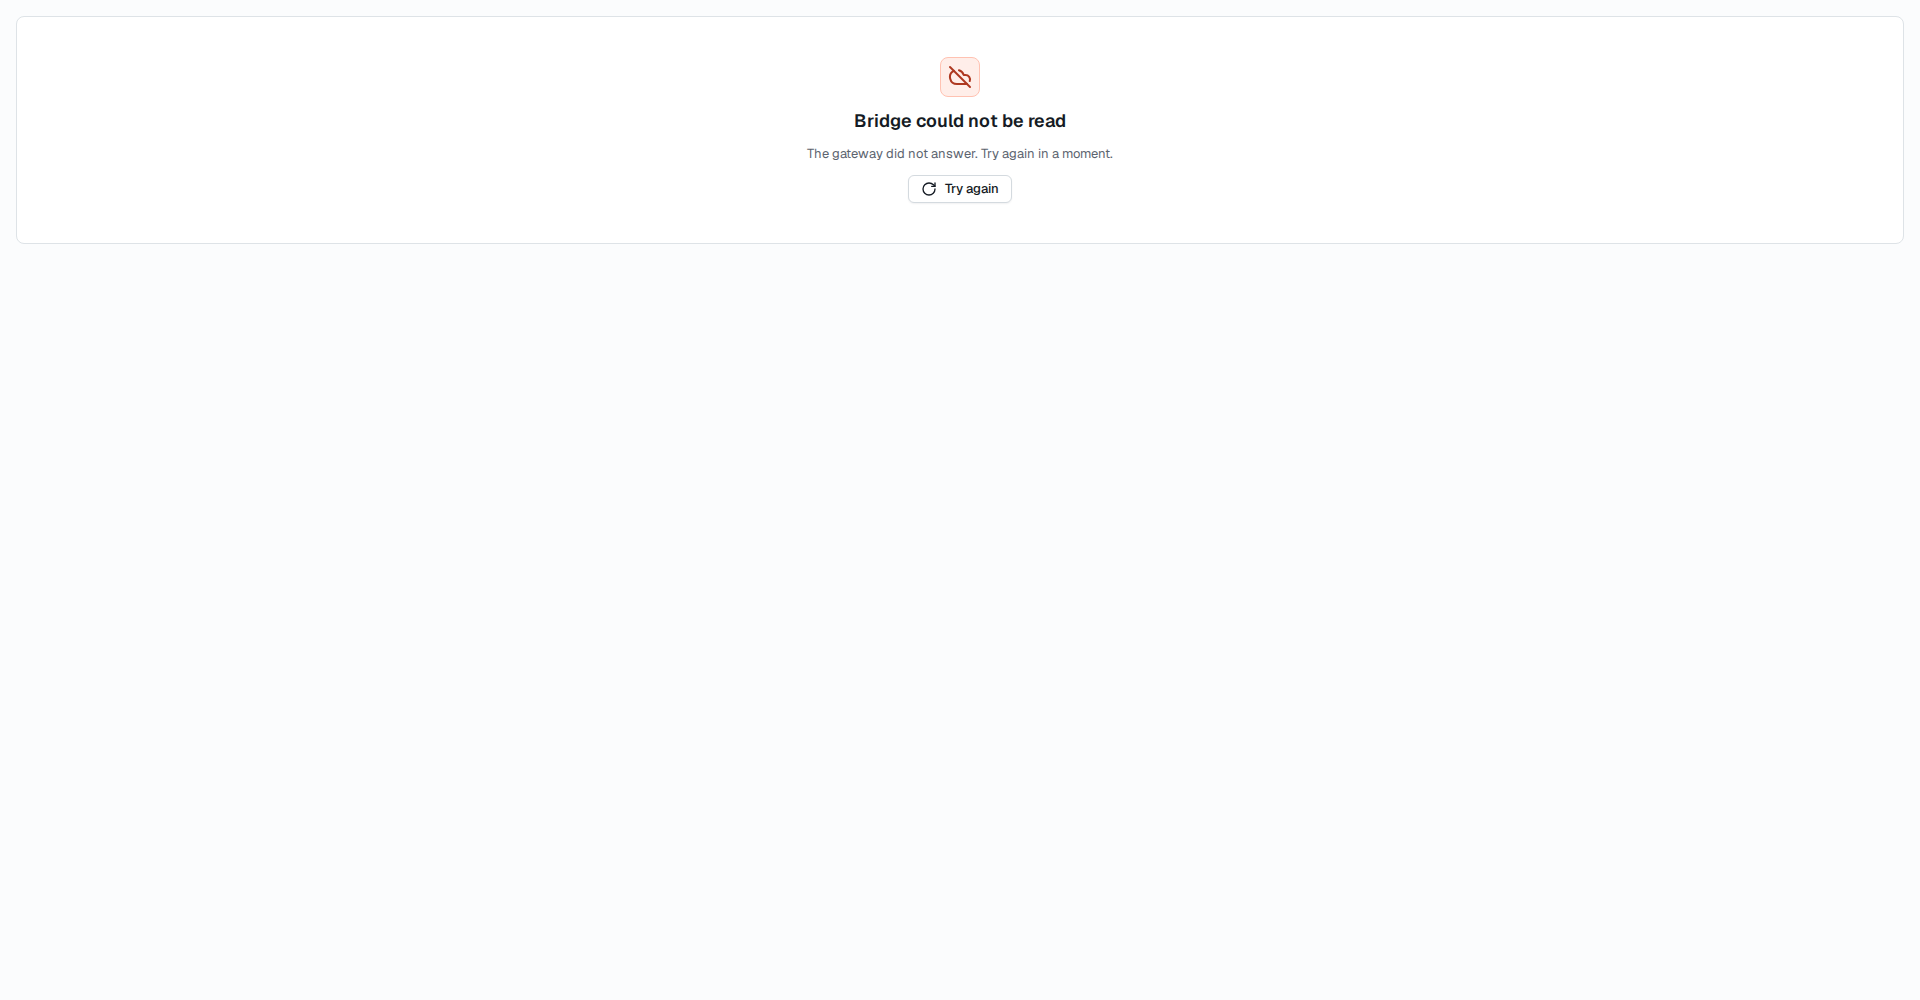 Bridge could not be read
The gateway did not answer. Try again in a moment.
Try again